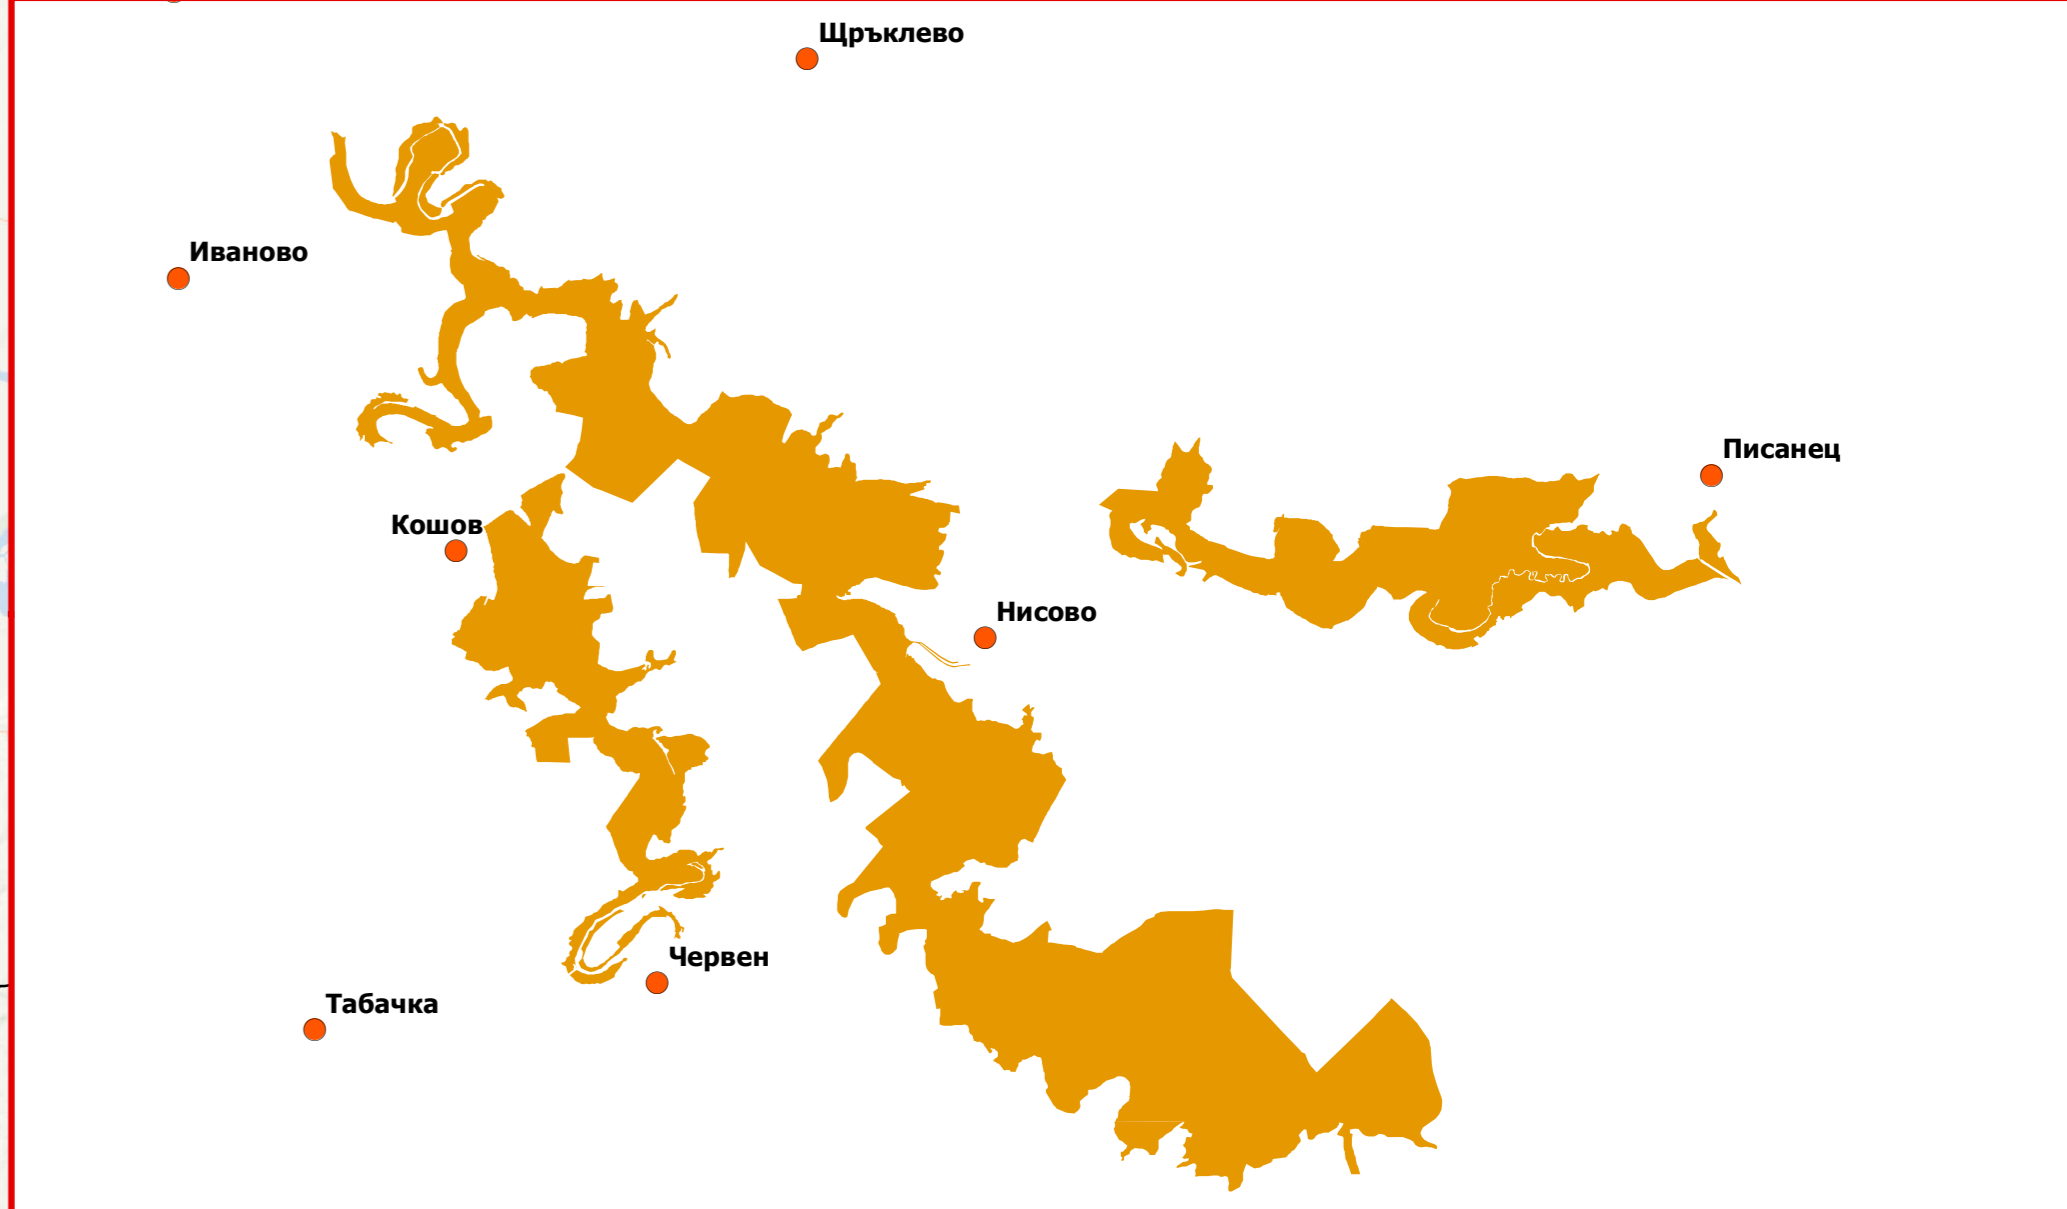 Щръклево
Иваново
Писанец
Кошов
Нисово
Червен
Табачка